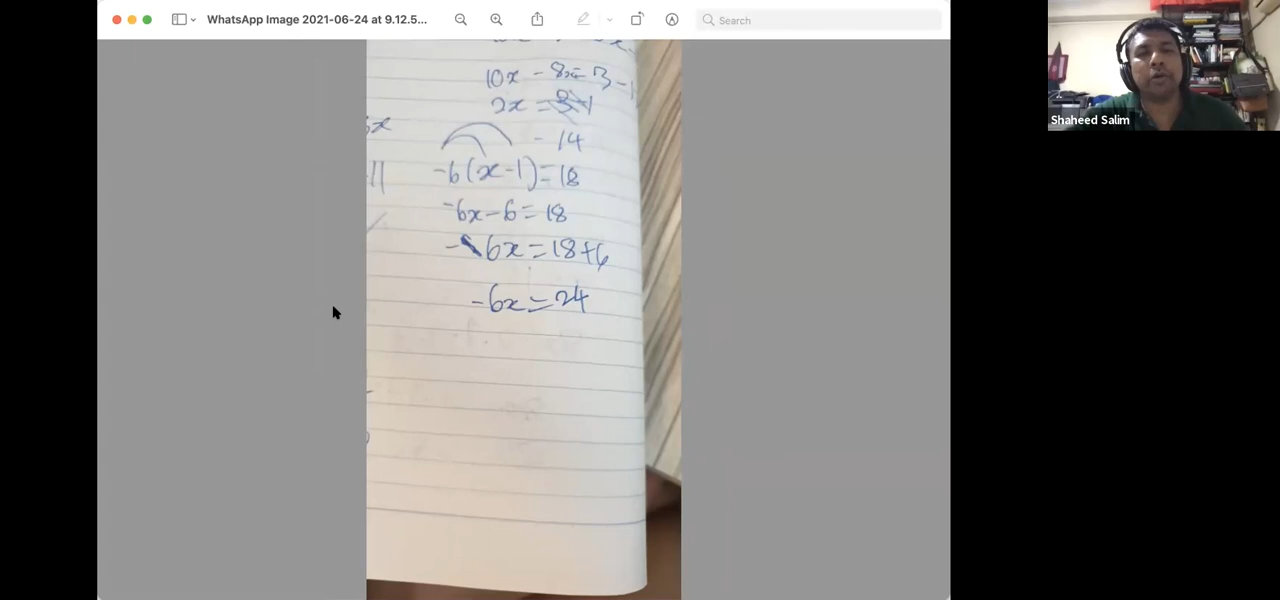 WhatsApp Image 2021-06-24 at 9.12.5...
Search
Shaheed Salim
10x - 8x = 3 - 1
2x =
- 14
-6(x - 1) = 18
-6x - 6 = 18
- 6x = 18 + 6
-6x = 24